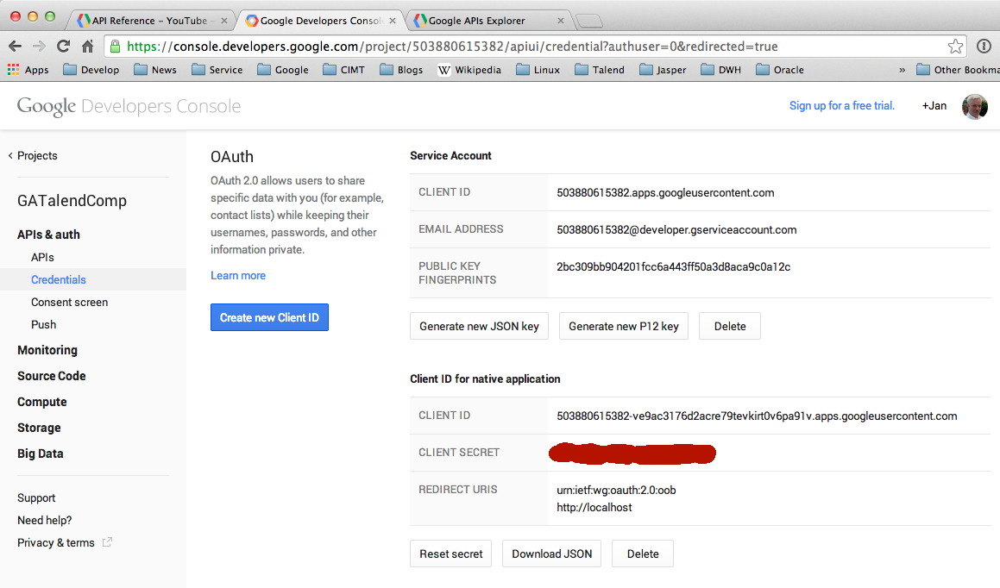 API Reference – YouTube
Google Developers Conso
Google APIs Explorer
https://console.developers.google.com/project/503880615382/apiui/credential?authuser=0&redirected=true
Apps Develop News Service Google CIMT Blogs W Wikipedia Linux Talend Jasper DWH Oracle » Other Bookma
Google Developers Console
Sign up for a free trial. +Jan
‹ Projects
GATalendComp
APIs & auth
APIs
Credentials
Consent screen
Push
Monitoring
Source Code
Compute
Storage
Big Data
Support
Need help?
Privacy & terms
OAuth
OAuth 2.0 allows users to share
specific data with you (for example,
contact lists) while keeping their
usernames, passwords, and other
information private.
Learn more
Create new Client ID
Service Account
CLIENT ID 503880615382.apps.googleusercontent.com
EMAIL ADDRESS 503880615382@developer.gserviceaccount.com
PUBLIC KEY
FINGERPRINTS
2bc309bb904201fcc6a443ff50a3d8aca9c0a12c
Generate new JSON key Generate new P12 key Delete
Client ID for native application
CLIENT ID 503880615382-ve9ac3176d2acre79tevkirt0v6pa91v.apps.googleusercontent.com
CLIENT SECRET
REDIRECT URIS urn:ietf:wg:oauth:2.0:oob
http://localhost
Reset secret Download JSON Delete